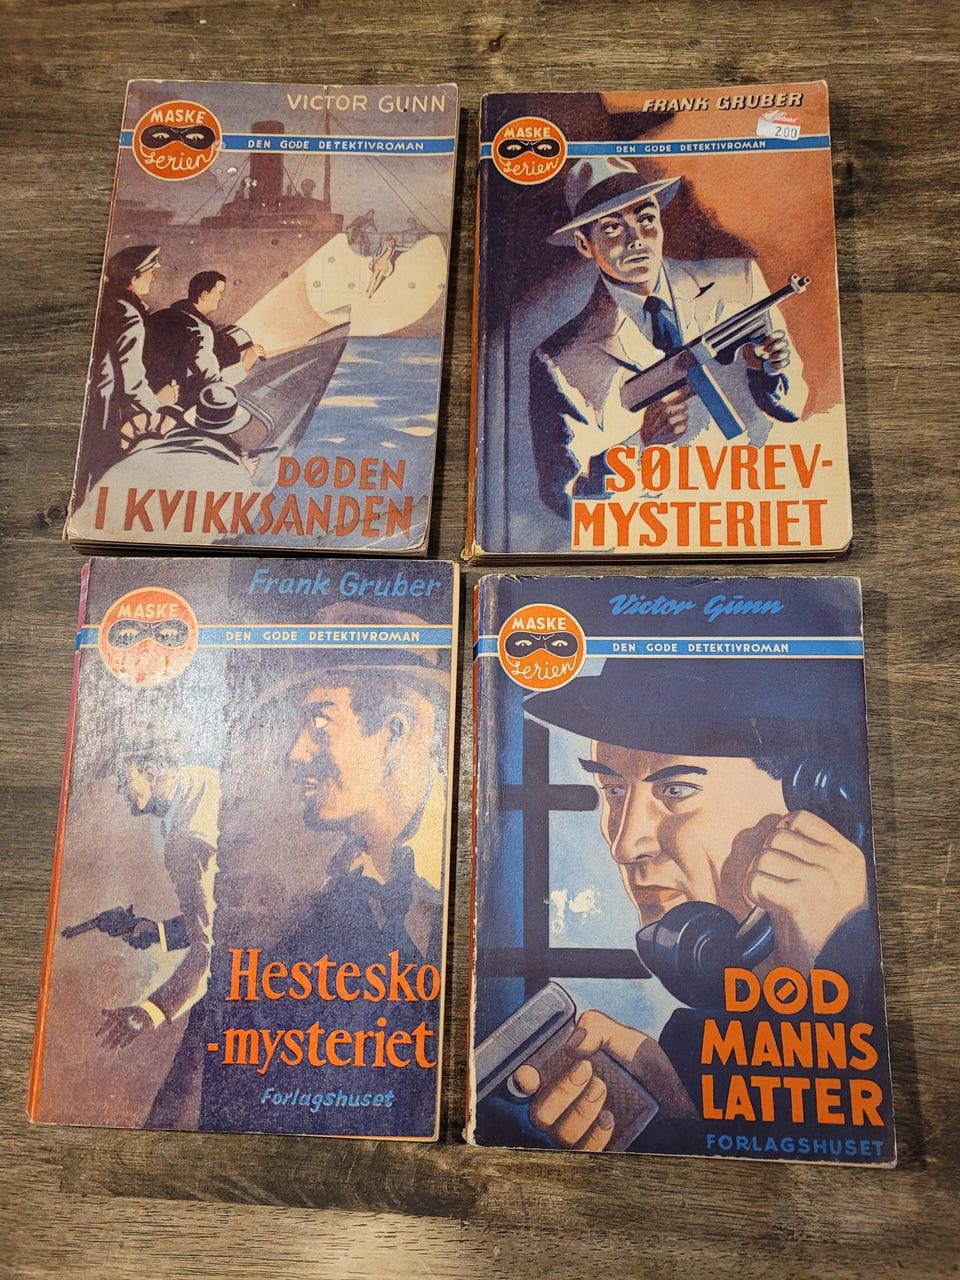 VICTOR GUNN
MASKE
serien
DEN GODE DETEKTIVROMAN
DØDEN
I KVIKKSANDEN
FRANK GRUBER
200
MASKE
serien
DEN GODE DETEKTIVROMAN
SØLVREV-
MYSTERIET
Frank Gruber
MASKE
serien
DEN GODE DETEKTIVROMAN
Hestesko
-mysteriet
Forlagshuset
Victor Gunn
MASKE
serien
DEN GODE DETEKTIVROMAN
DØD
MANNS
LATTER
FORLAGSHUSET